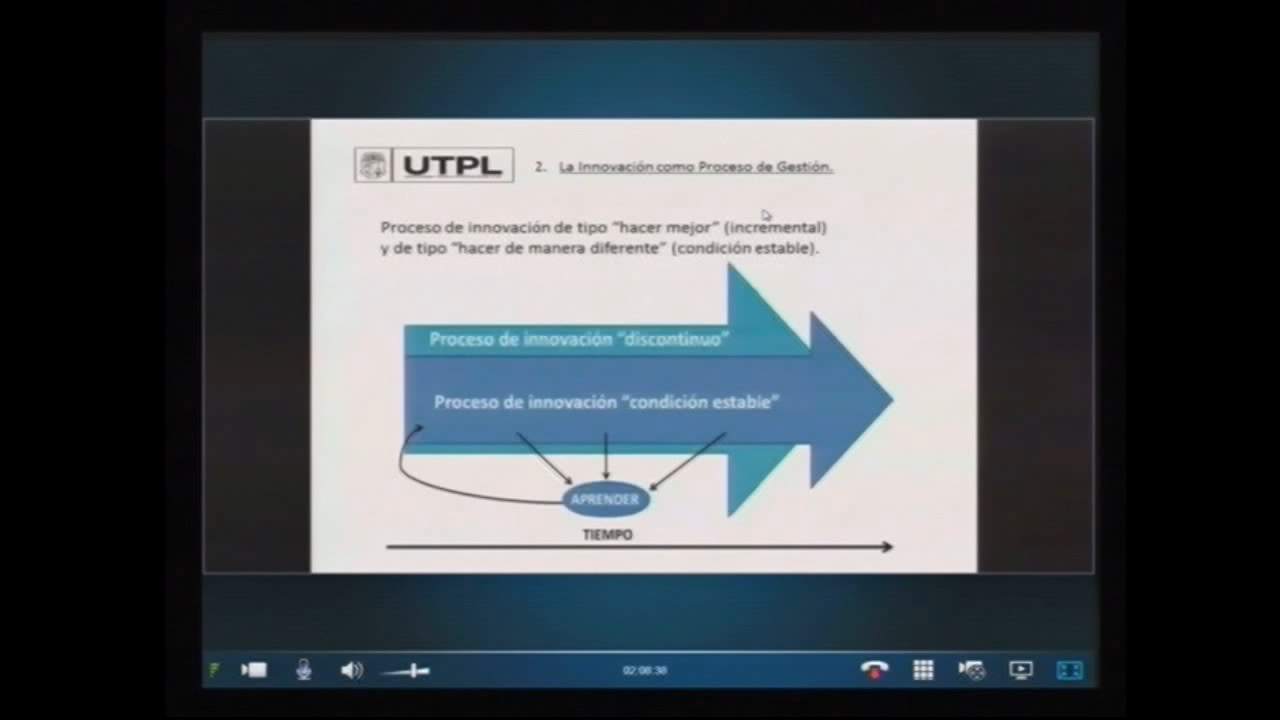 UTPL
2. La Innovación como Proceso de Gestión.
Proceso de innovación de tipo “hacer mejor” (incremental)
y de tipo “hacer de manera diferente” (condición estable).
Proceso de innovación “discontinuo”
Proceso de innovación “condición estable”
APRENDER
TIEMPO
02:08:38